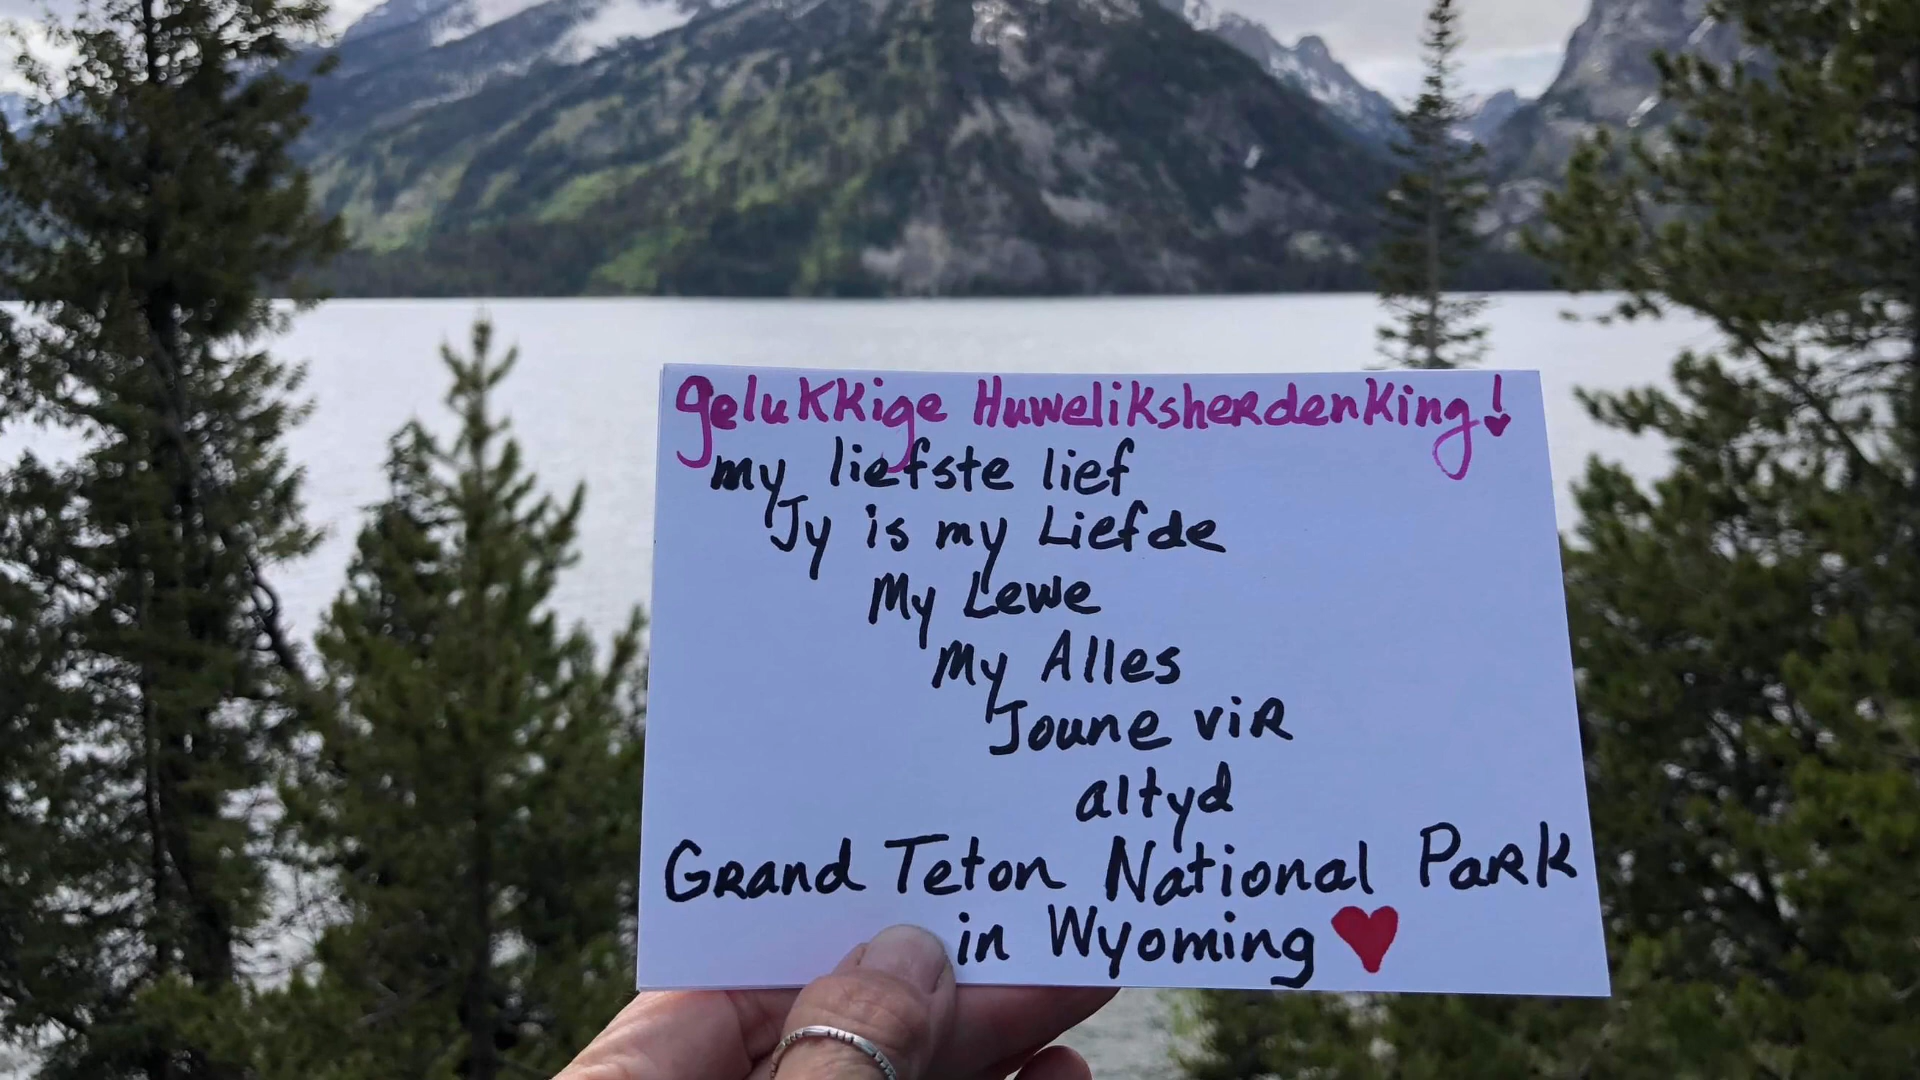 gelukkige Huweliksherdenking!
my liefste lief
Jy is my Liefde
My Lewe
My Alles
Joune vir
altyd
Grand Teton National Park
in Wyoming